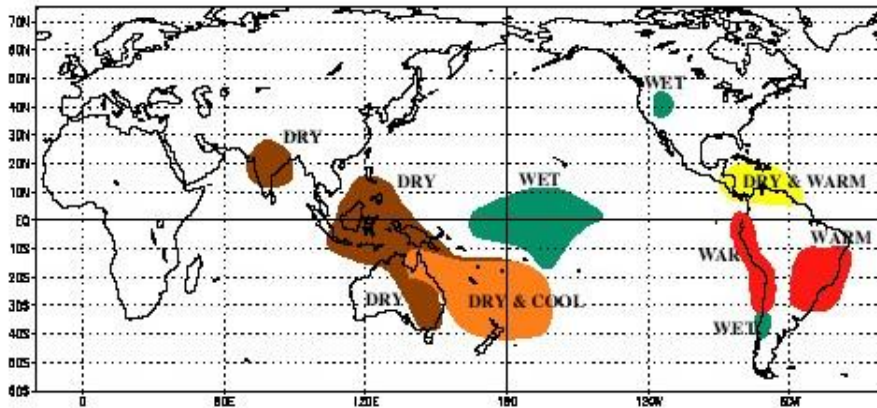 70N
60N
50N
40N
30N
20N
10N
EQ
10S
20S
30S
40S
50S
60S
WET
DRY
DRY
WET
DRY & WARM
WAR
WARM
DRY
DRY & COOL
WET
0
60E
120E
180
120W
60W